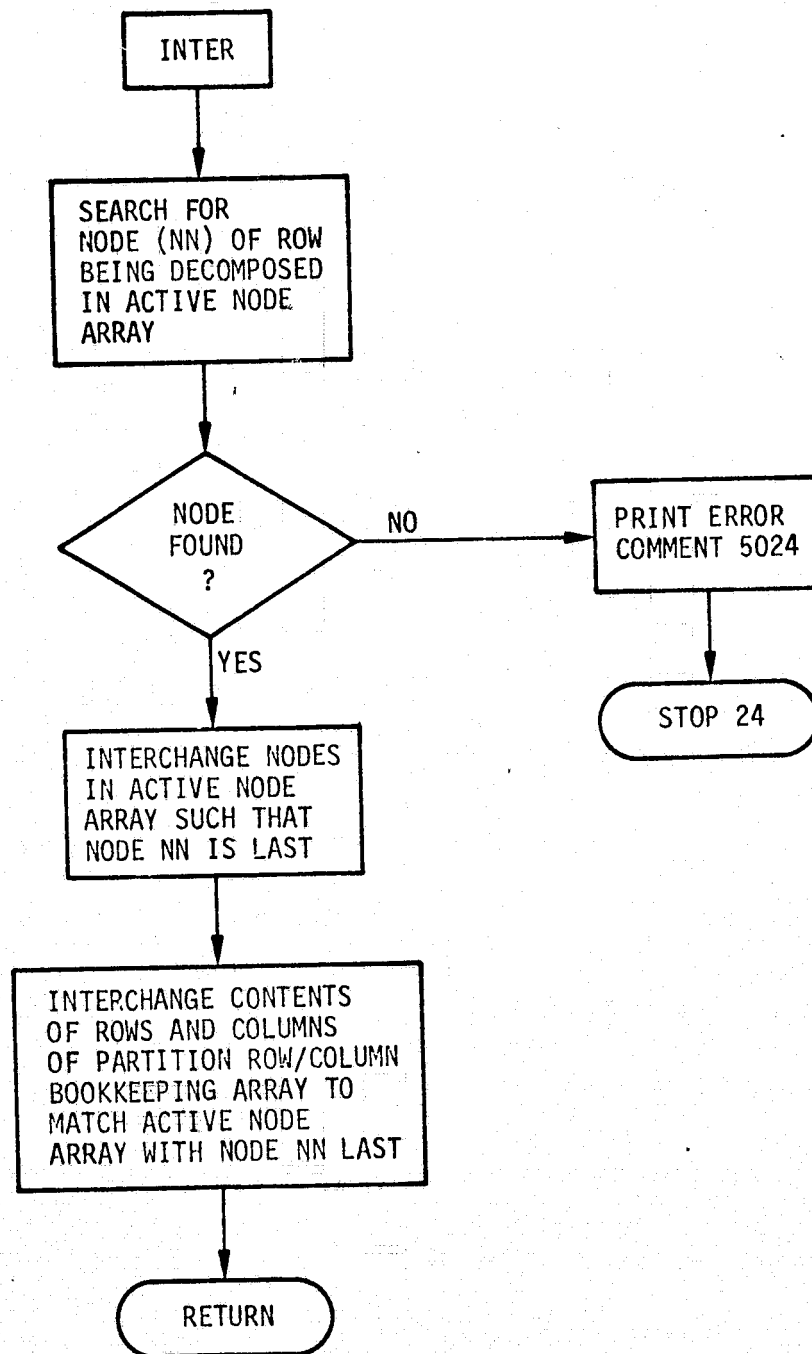 INTER
SEARCH FOR
NODE (NN) OF ROW
BEING DECOMPOSED
IN ACTIVE NODE
ARRAY
NODE
FOUND
?
NO
PRINT ERROR
COMMENT 5024
STOP 24
YES
INTERCHANGE NODES
IN ACTIVE NODE
ARRAY SUCH THAT
NODE NN IS LAST
INTERCHANGE CONTENTS
OF ROWS AND COLUMNS
OF PARTITION ROW/COLUMN
BOOKKEEPING ARRAY TO
MATCH ACTIVE NODE
ARRAY WITH NODE NN LAST
RETURN